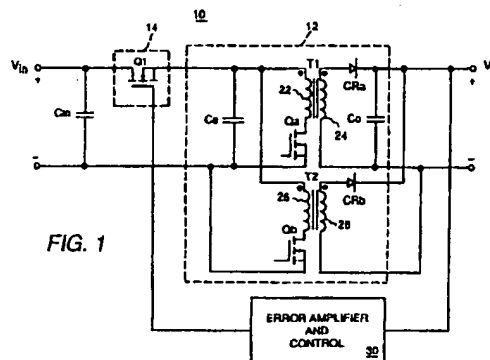 10
14
12
Vin
+
Q1
T1
V
+
22
CRa
Cin
Ca
Qa
24
Co
–
–
T2
CRb
26
28
Qb
FIG. 1
ERROR AMPLIFIER
AND
CONTROL
30